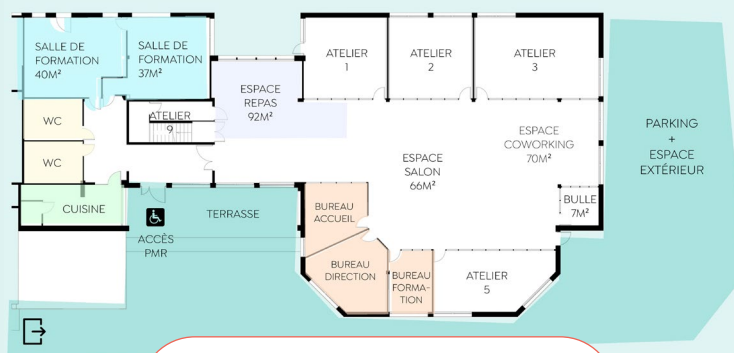 SALLE DE
FORMATION
40M²
SALLE DE
FORMATION
37M²
ATELIER
1
ATELIER
2
ATELIER
3
ESPACE
REPAS
92M²
WC
ATELIER
9
WC
ESPACE
COWORKING
70M²
PARKING
+
ESPACE
EXTÉRIEUR
ESPACE
SALON
66M²
CUISINE
TERRASSE
BUREAU
ACCUEIL
BULLE
7M²
ACCÈS
PMR
BUREAU
DIRECTION
BUREAU
FORMA-
TION
ATELIER
5